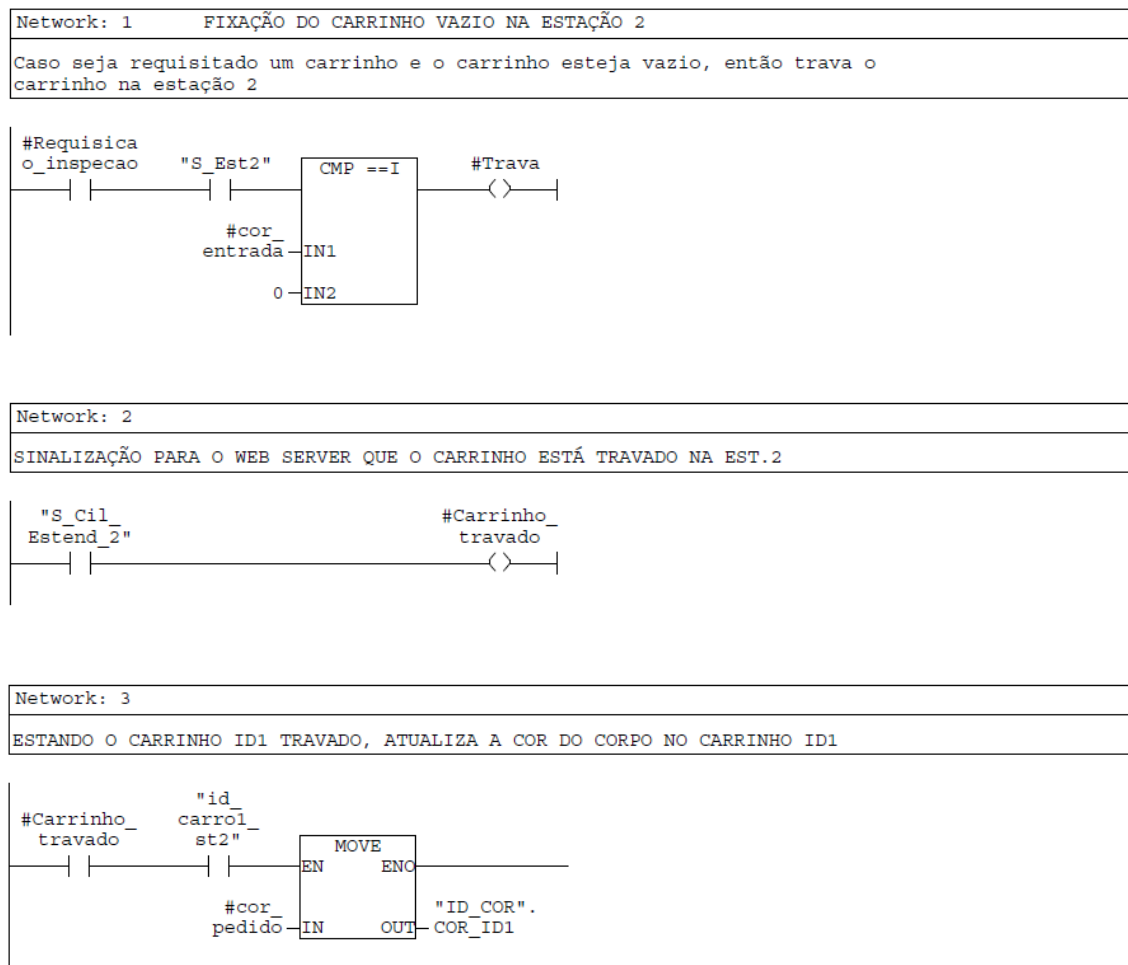 Network: 1 FIXAÇÃO DO CARRINHO VAZIO NA ESTAÇÃO 2
Caso seja requisitado um carrinho e o carrinho esteja vazio, então trava o
carrinho na estação 2
#Requisica
o_inspecao "S_Est2" CMP ==I #Trava
#cor_
entrada IN1
0 IN2
Network: 2
SINALIZAÇÃO PARA O WEB SERVER QUE O CARRINHO ESTÁ TRAVADO NA EST.2
"S_Cil_ #Carrinho_
Estend_2" travado
Network: 3
ESTANDO O CARRINHO ID1 TRAVADO, ATUALIZA A COR DO CORPO NO CARRINHO ID1
"id_
#Carrinho_ carro1_
travado st2" MOVE
EN ENO
#cor_ "ID_COR".
pedido IN OUT COR_ID1